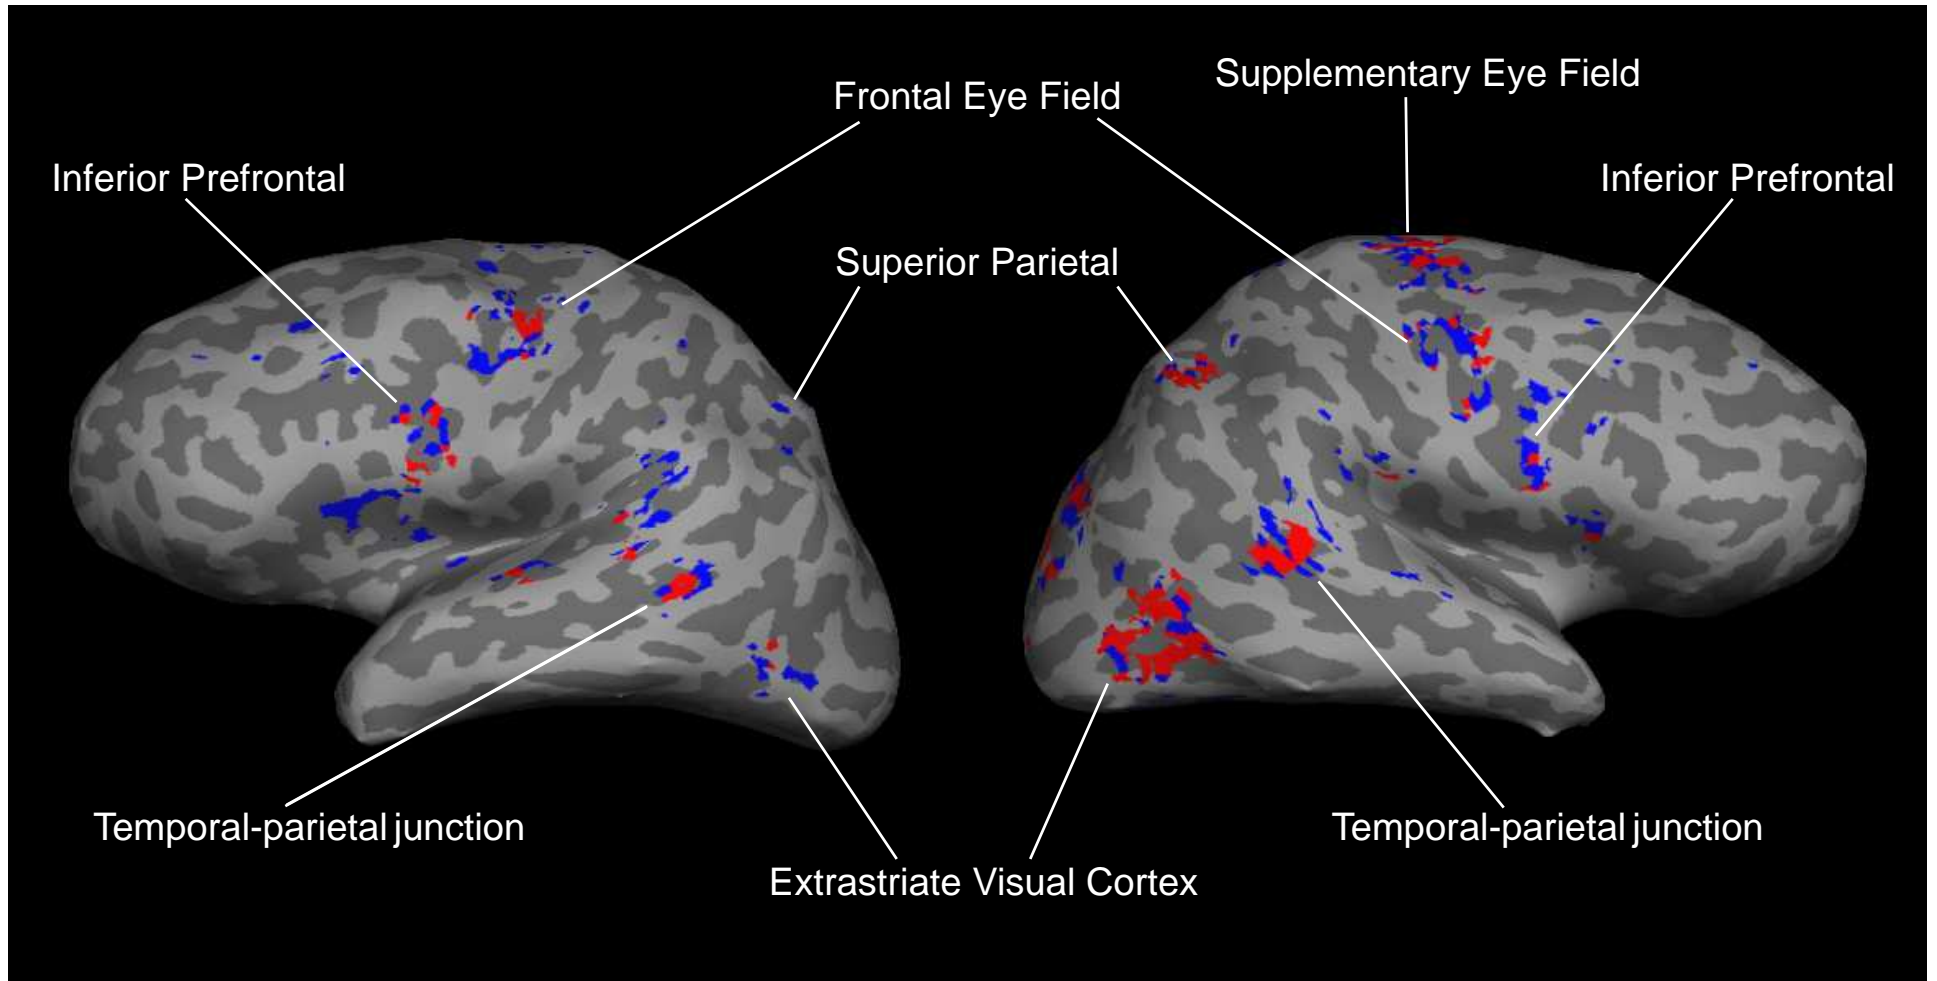 Supplementary Eye Field
Frontal Eye Field
Inferior Prefrontal
Inferior Prefrontal
Superior Parietal
Temporal-parietal junction
Temporal-parietal junction
Extrastriate Visual Cortex